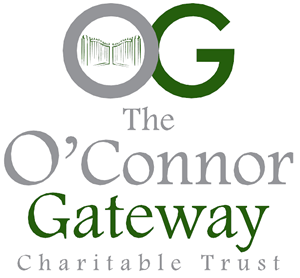 OG
The
O'Connor
Gateway
Charitable Trust